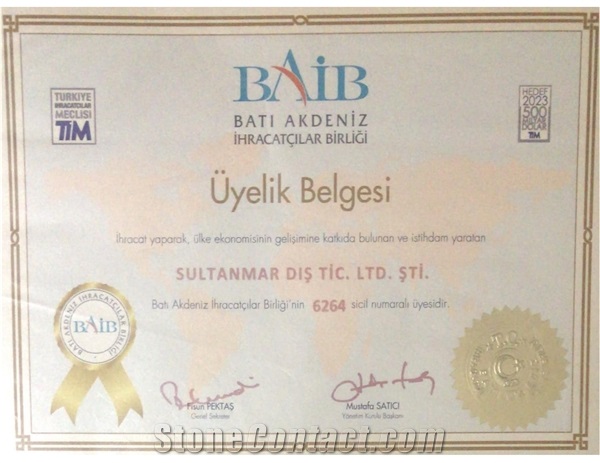 BAİB
BATI AKDENİZ
İHRACATÇILAR BİRLİĞİ
TÜRKİYE
İHRACATÇILAR
MECLİSİ
TİM
HEDEF
2023
500
MİLYAR
DOLAR
TİM
Üyelik Belgesi
İhracat yaparak, ülke ekonomisinin gelişimine katkıda bulunan ve istihdam yaratan
SULTANMAR DIŞ TİC. LTD. ŞTİ.
Batı Akdeniz İhracatçılar Birliği'nin 6264 sicil numaralı üyesidir.
BATI AKDENİZ İHRACATÇILAR BİRLİĞİ
BAİB
PEKTAŞ
Genel Sekreter
Mustafa SATICI
Yönetim Kurulu Başkanı
StoneContact.com